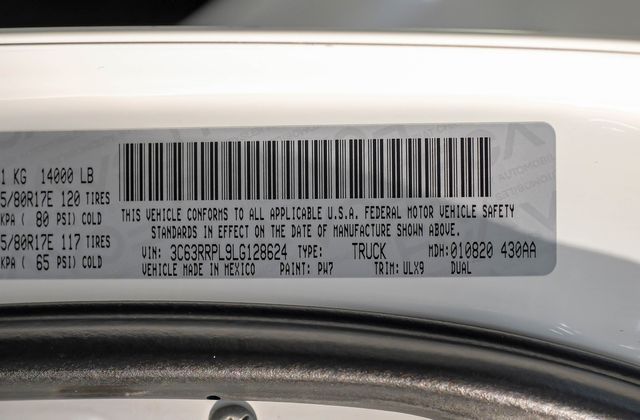 1 KG 14000 LB
5/80R17E 120 TIRES
KPA ( 80 PSI) COLD
5/80R17E 117 TIRES
KPA ( 65 PSI) COLD
THIS VEHICLE CONFORMS TO ALL APPLICABLE U.S.A. FEDERAL MOTOR VEHICLE SAFETY
STANDARDS IN EFFECT ON THE DATE OF MANUFACTURE SHOWN ABOVE.
VIN: 3C63RRPL9LG128624 TYPE: TRUCK MDH: 010820 430AA
VEHICLE MADE IN MEXICO PAINT: PW7 TRIM: ULX9 DUAL